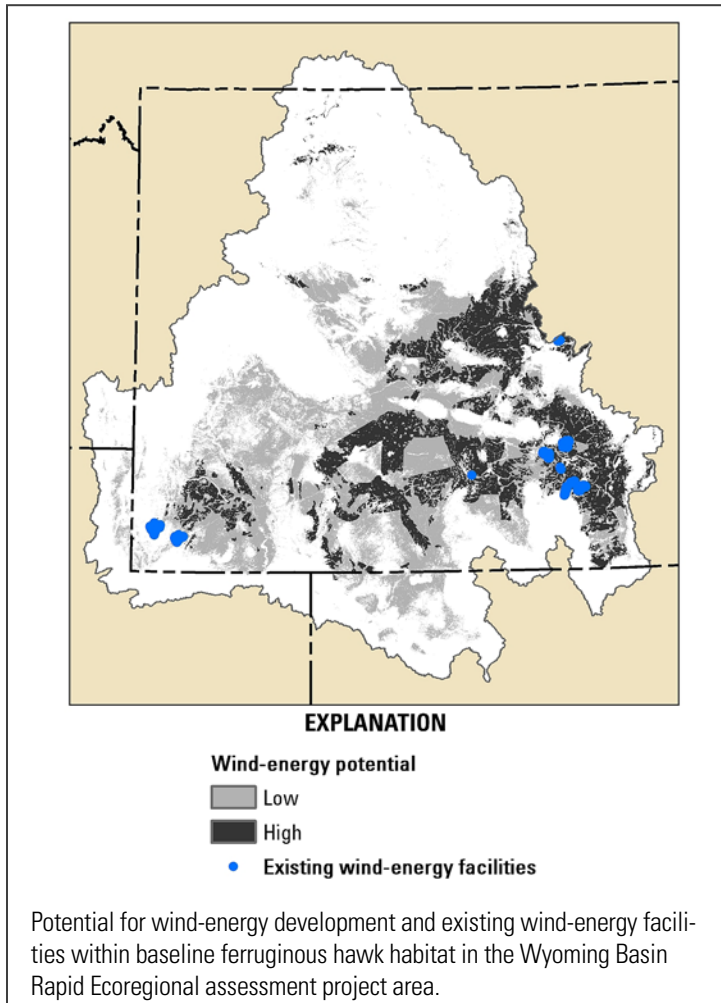 EXPLANATION
Wind-energy potential
Low
High
Existing wind-energy facilities
Potential for wind-energy development and existing wind-energy facili-
ties within baseline ferruginous hawk habitat in the Wyoming Basin
Rapid Ecoregional assessment project area.